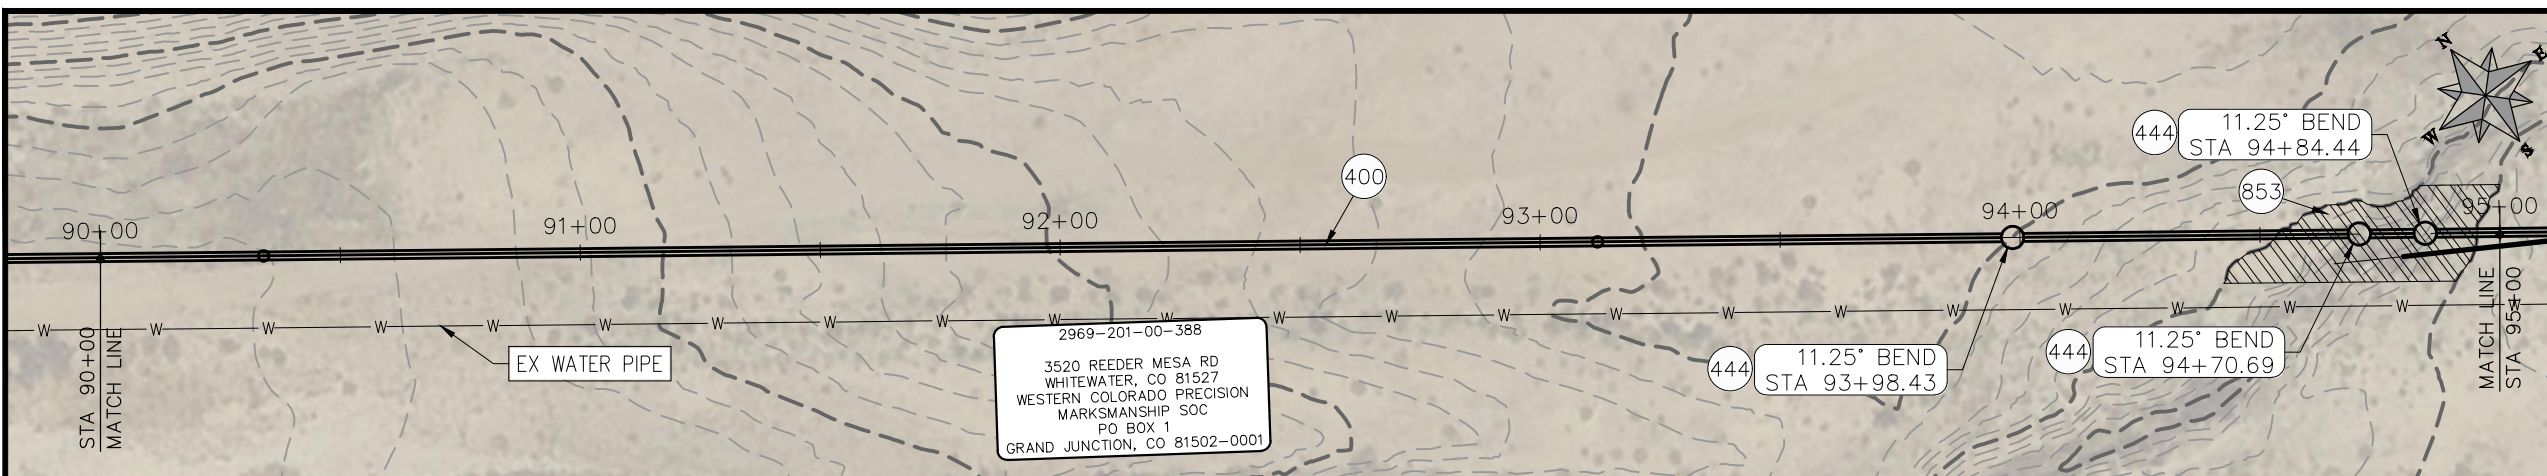 N
E
W
S
444
11.25° BEND
STA 94+84.44
853
400
90+00
91+00
92+00
93+00
94+00
95+00
W W W W W W W W W W W W W W W W W W W W W W W
EX WATER PIPE
STA 90+00
MATCH LINE
2969-201-00-388
3520 REEDER MESA RD
WHITEWATER, CO 81527
WESTERN COLORADO PRECISION
MARKSMANSHIP SOC
PO BOX 1
GRAND JUNCTION, CO 81502-0001
444
11.25° BEND
STA 93+98.43
444
11.25° BEND
STA 94+70.69
MATCH LINE
STA 95+00